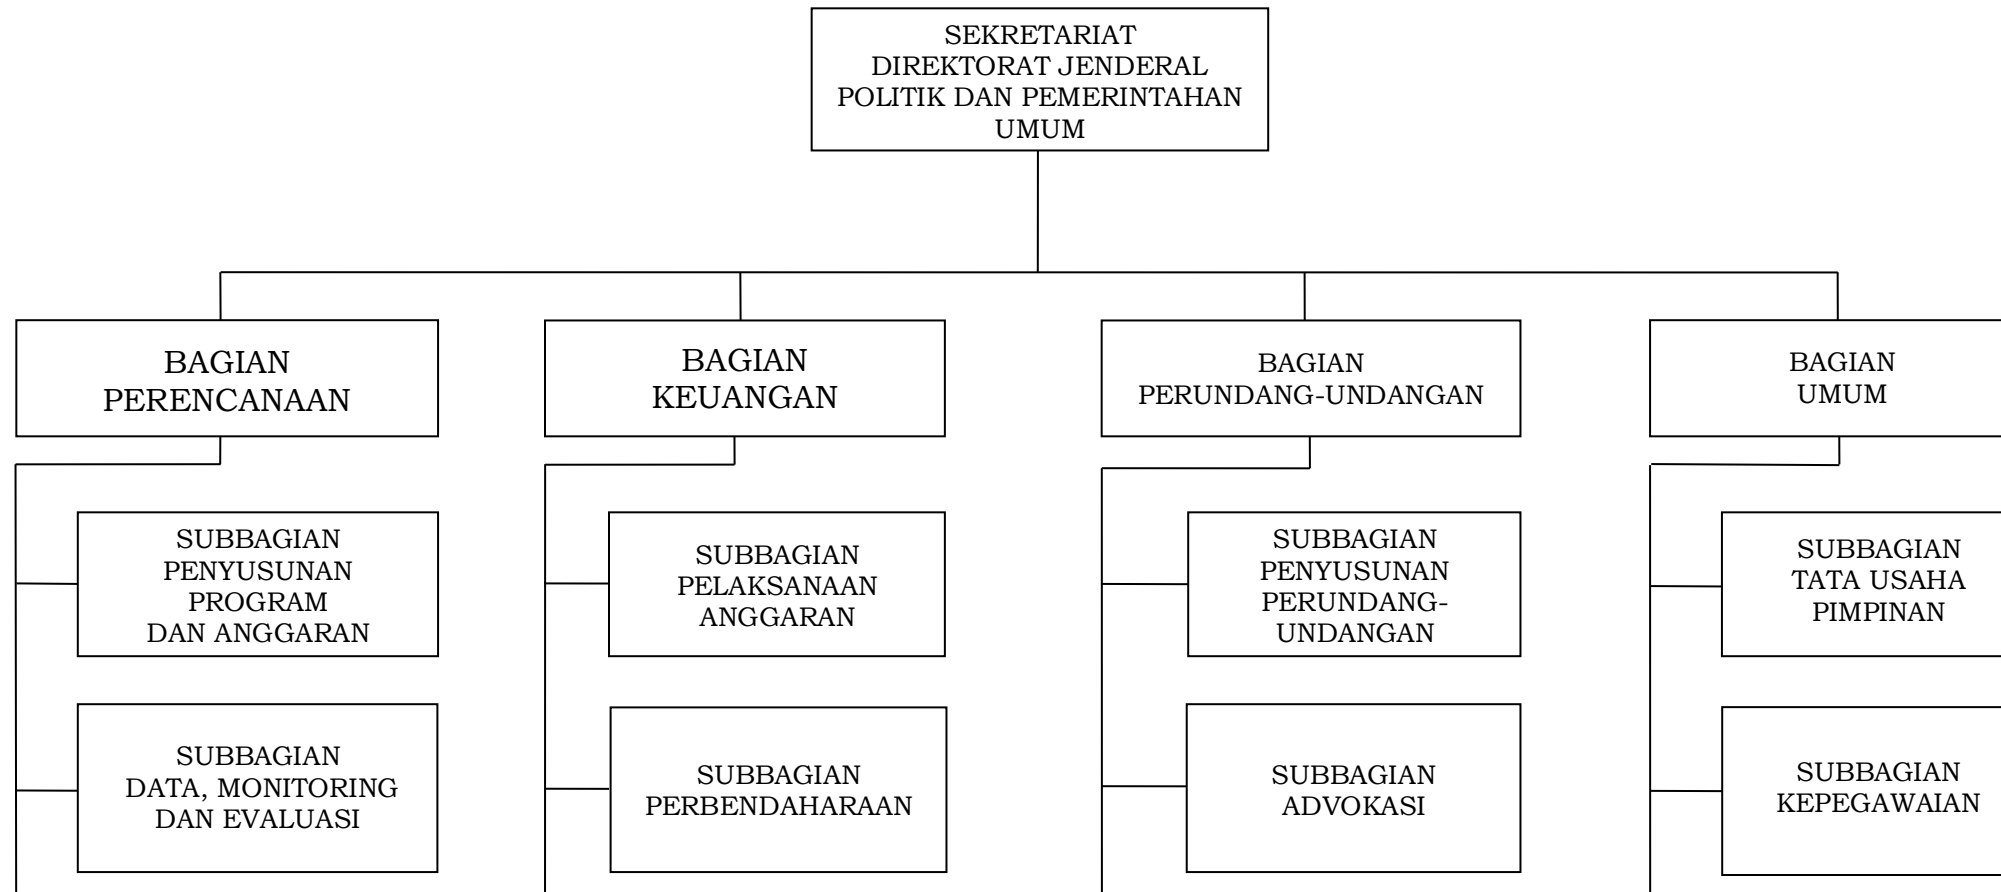 SEKRETARIAT
DIREKTORAT JENDERAL
POLITIK DAN PEMERINTAHAN
UMUM
BAGIAN
PERENCANAAN
BAGIAN
KEUANGAN
BAGIAN
PERUNDANG-UNDANGAN
BAGIAN
UMUM
SUBBAGIAN
PENYUSUNAN
PROGRAM
DAN ANGGARAN
SUBBAGIAN
PELAKSANAAN
ANGGARAN
SUBBAGIAN
PENYUSUNAN
PERUNDANG-
UNDANGAN
SUBBAGIAN
TATA USAHA
PIMPINAN
SUBBAGIAN
DATA, MONITORING
DAN EVALUASI
SUBBAGIAN
PERBENDAHARAAN
SUBBAGIAN
ADVOKASI
SUBBAGIAN
KEPEGAWAIAN